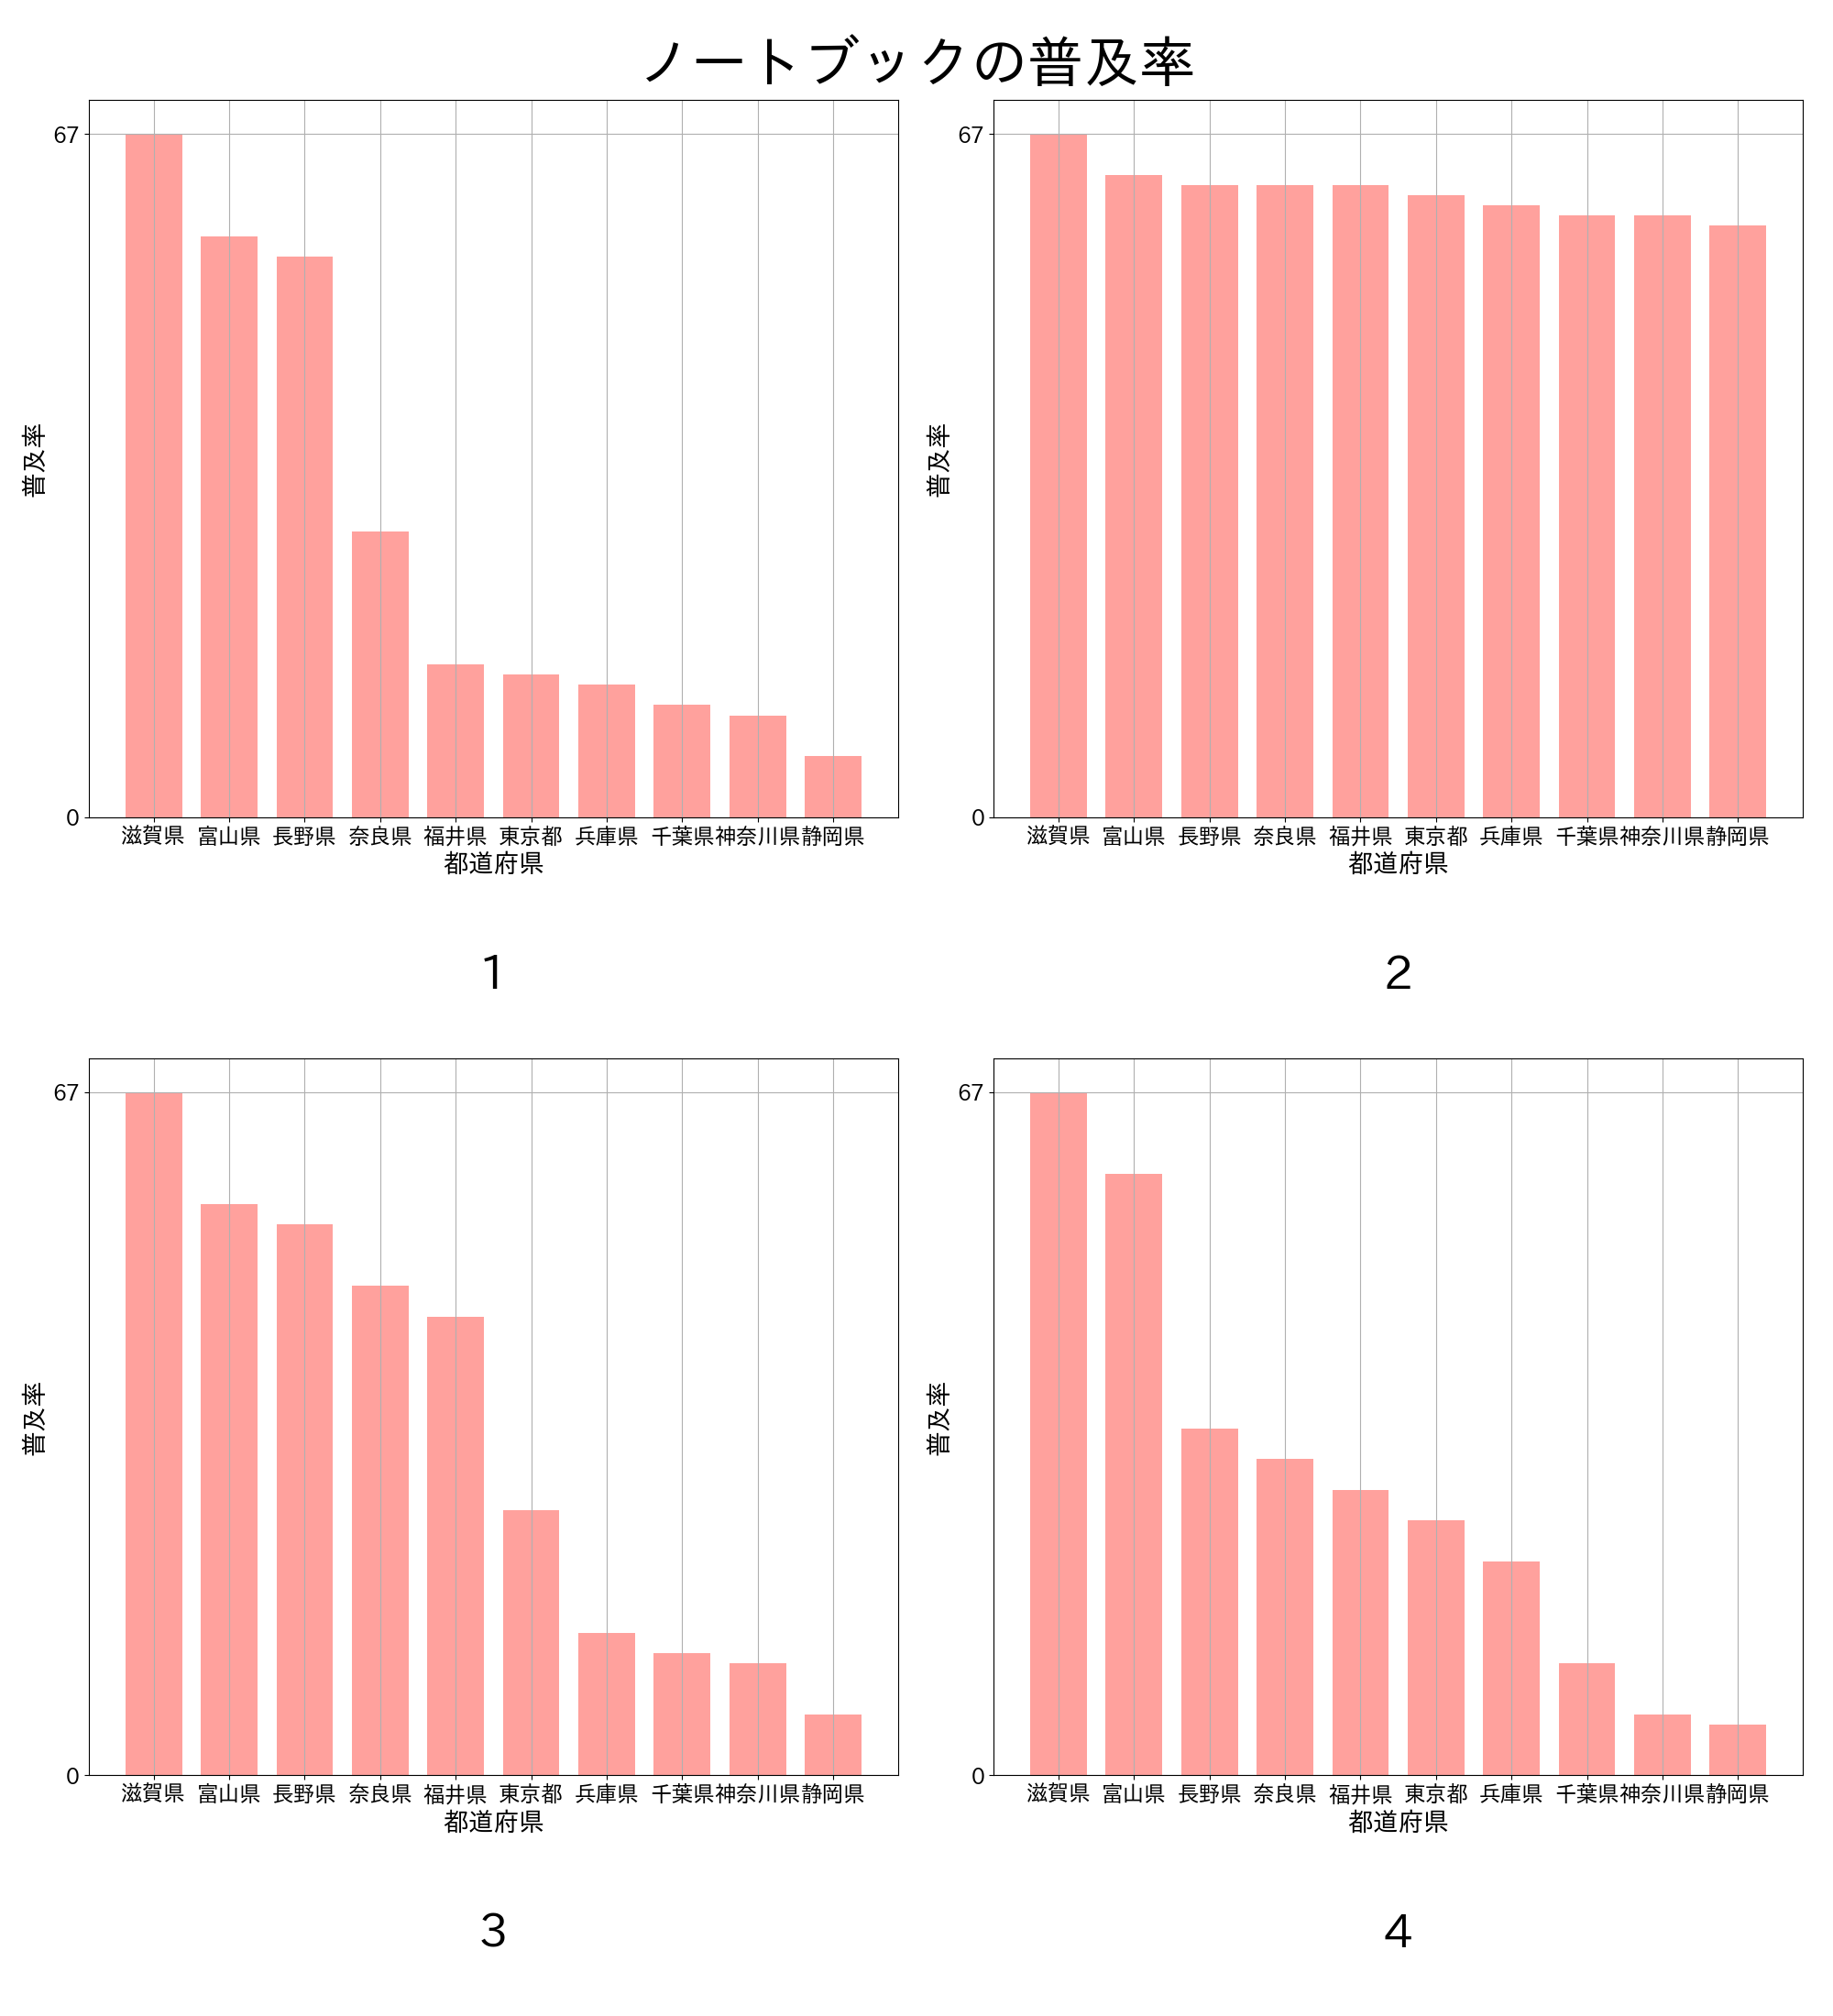 ノートブックの普及率
67
0
普及率
滋賀県 富山県 長野県 奈良県 福井県 東京都 兵庫県 千葉県 神奈川県 静岡県
都道府県
1
67
0
普及率
滋賀県 富山県 長野県 奈良県 福井県 東京都 兵庫県 千葉県 神奈川県 静岡県
都道府県
2
67
0
普及率
滋賀県 富山県 長野県 奈良県 福井県 東京都 兵庫県 千葉県 神奈川県 静岡県
都道府県
3
67
0
普及率
滋賀県 富山県 長野県 奈良県 福井県 東京都 兵庫県 千葉県 神奈川県 静岡県
都道府県
4